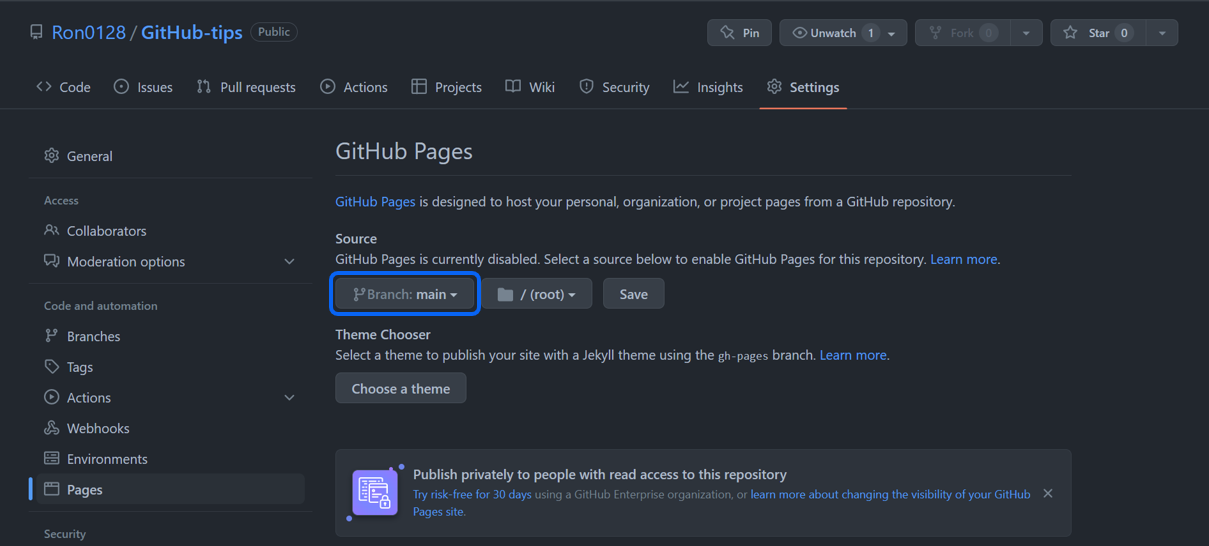 Ron0128 / GitHub-tips Public
Pin Unwatch 1 Fork 0 Star 0
Code Issues Pull requests Actions Projects Wiki Security Insights Settings
General
Access
Collaborators
Moderation options
Code and automation
Branches
Tags
Actions
Webhooks
Environments
Pages
Security
GitHub Pages
GitHub Pages is designed to host your personal, organization, or project pages from a GitHub repository.
Source
GitHub Pages is currently disabled. Select a source below to enable GitHub Pages for this repository. Learn more.
Branch: main / (root) Save
Theme Chooser
Select a theme to publish your site with a Jekyll theme using the gh-pages branch. Learn more.
Choose a theme
Publish privately to people with read access to this repository
Try risk-free for 30 days using a GitHub Enterprise organization, or learn more about changing the visibility of your GitHub
Pages site.